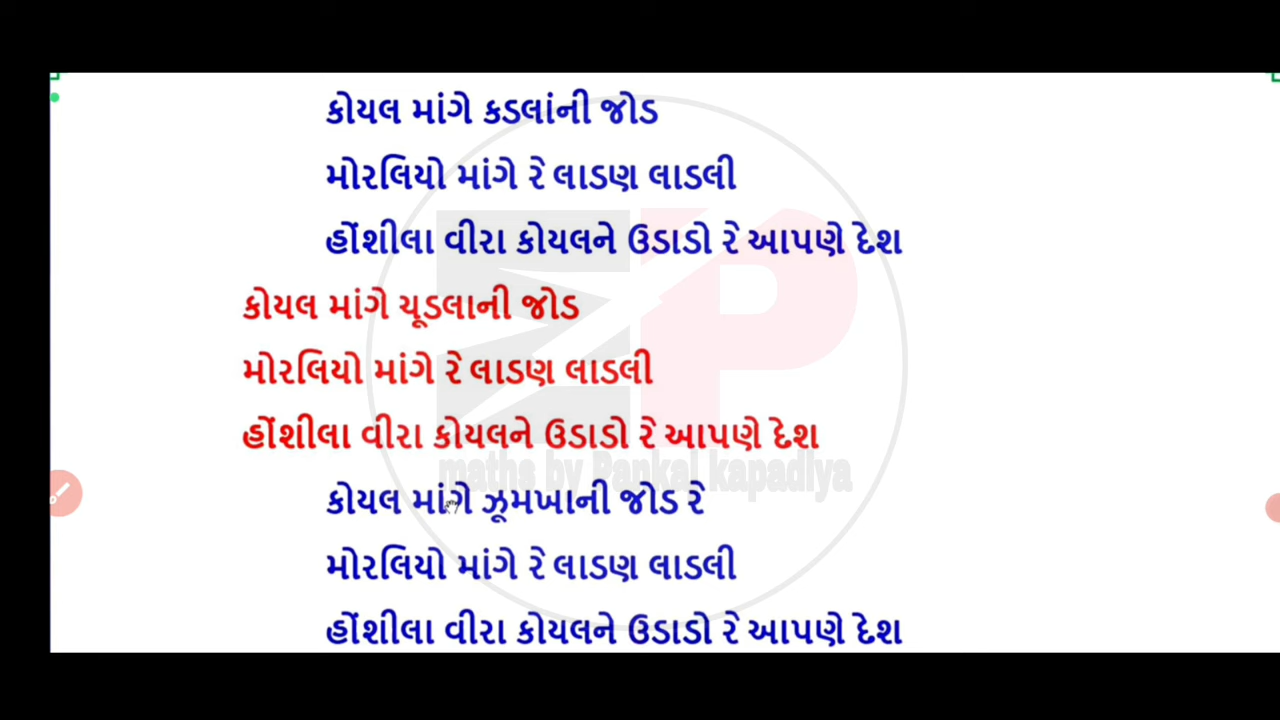 કોયલ માંગે કડલાંની જોડ
મોરલિયો માંગે રે લાડણ લાડલી
હોંશીલા વીરા કોયલને ઉડાડો રે આપણે દેશ
કોયલ માંગે ચૂડલાની જોડ
મોરલિયો માંગે રે લાડણ લાડલી
હોંશીલા વીરા કોયલને ઉડાડો રે આપણે દેશ
maths by Pankaj kapadiya
કોયલ માંગે ઝૂમખાની જોડ રે
મોરલિયો માંગે રે લાડણ લાડલી
હોંશીલા વીરા કોયલને ઉડાડો રે આપણે દેશ